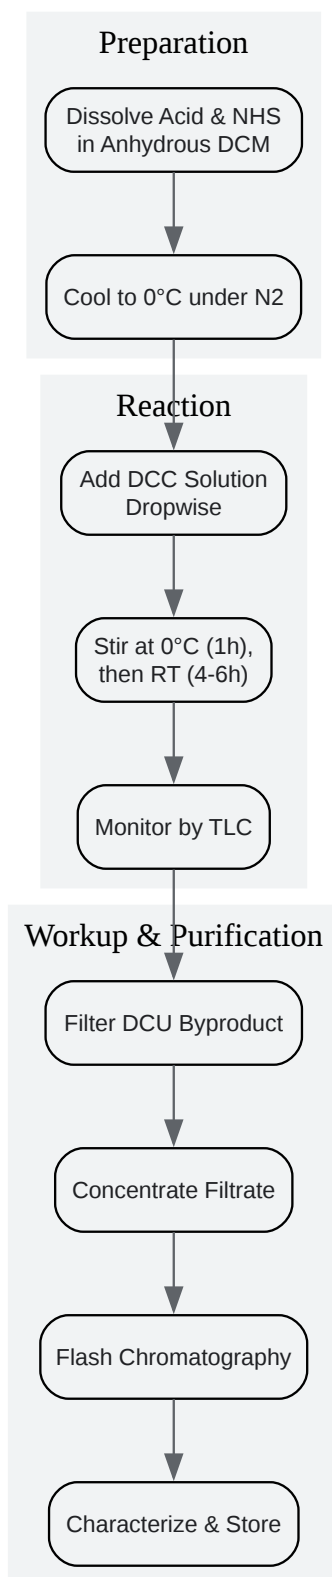 Preparation
Dissolve Acid & NHS
in Anhydrous DCM
Cool to 0°C under N2
Reaction
Add DCC Solution
Dropwise
Stir at 0°C (1h),
then RT (4-6h)
Monitor by TLC
Workup & Purification
Filter DCU Byproduct
Concentrate Filtrate
Flash Chromatography
Characterize & Store